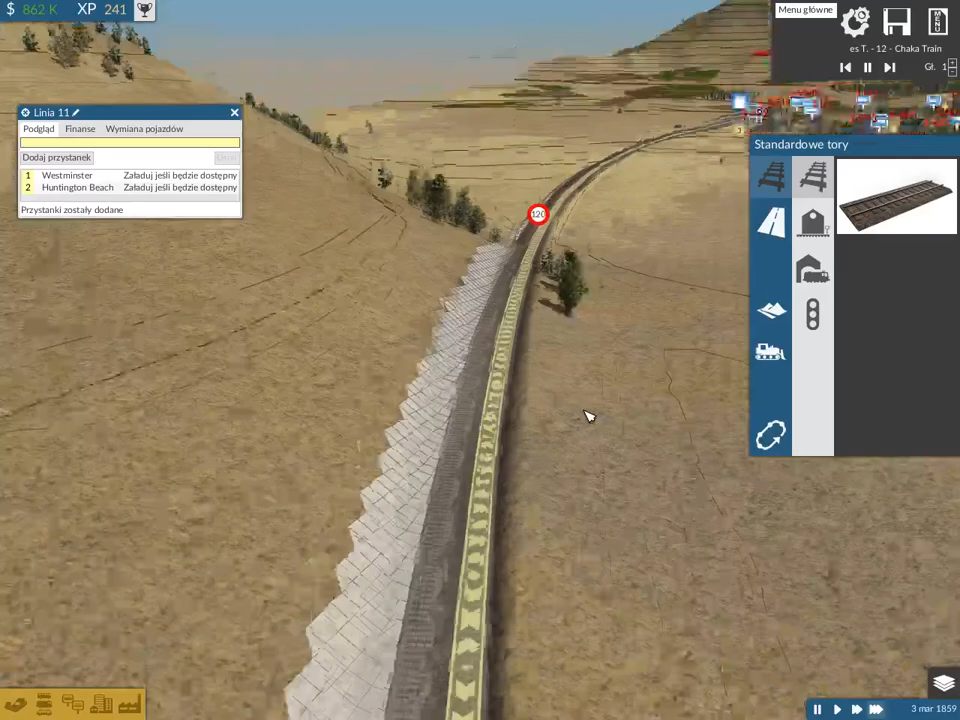 $ 862 K XP 241
Menu główne
MENU
es T. - 12 - Chaka Train
Gł. 1
Linia 11
Podgląd Finanse Wymiana pojazdów
Dodaj przystanek
1 Westminster Załaduj jeśli będzie dostępny
2 Huntington Beach Załaduj jeśli będzie dostępny
Przystanki zostały dodane
Standardowe tory
120
3 mar 1859